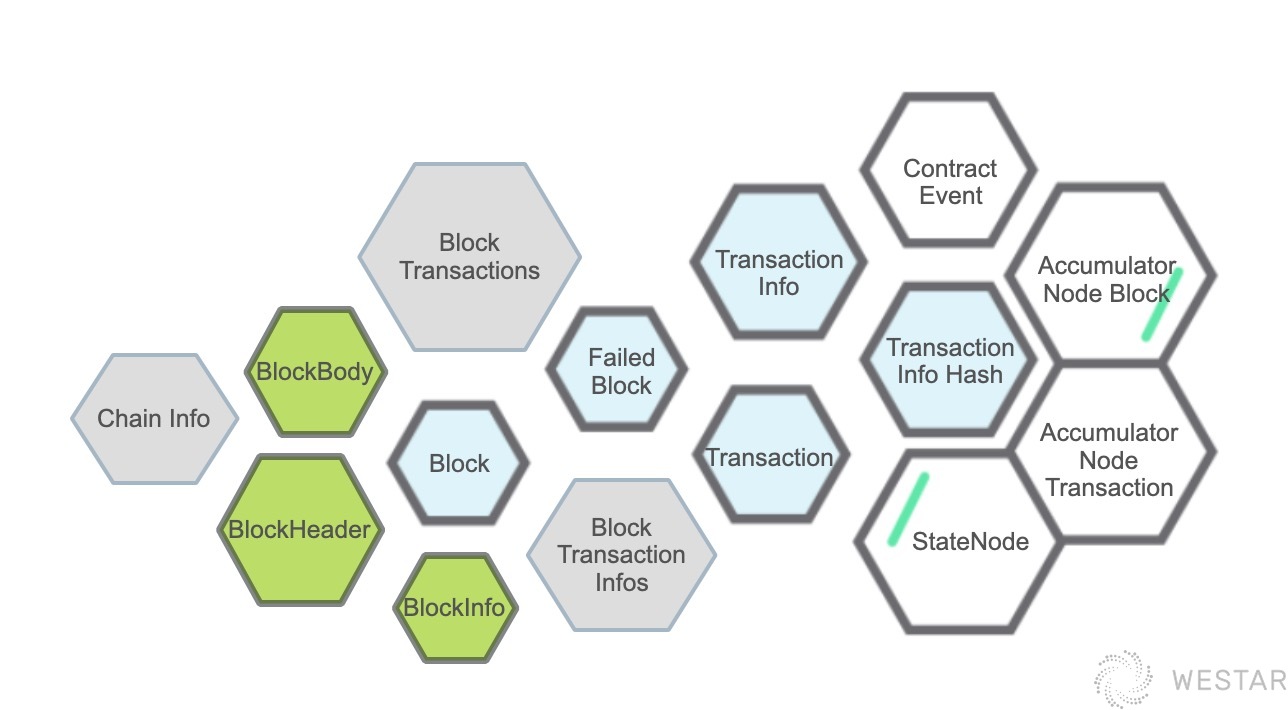 Contract
Event
Block
Transactions
Transaction
Info
Accumulator
Node Block
BlockBody
Failed
Block
Transaction
Info Hash
Chain Info
Block
Transaction
Accumulator
Node
Transaction
BlockHeader
Block
Transaction
Infos
StateNode
BlockInfo
WESTAR